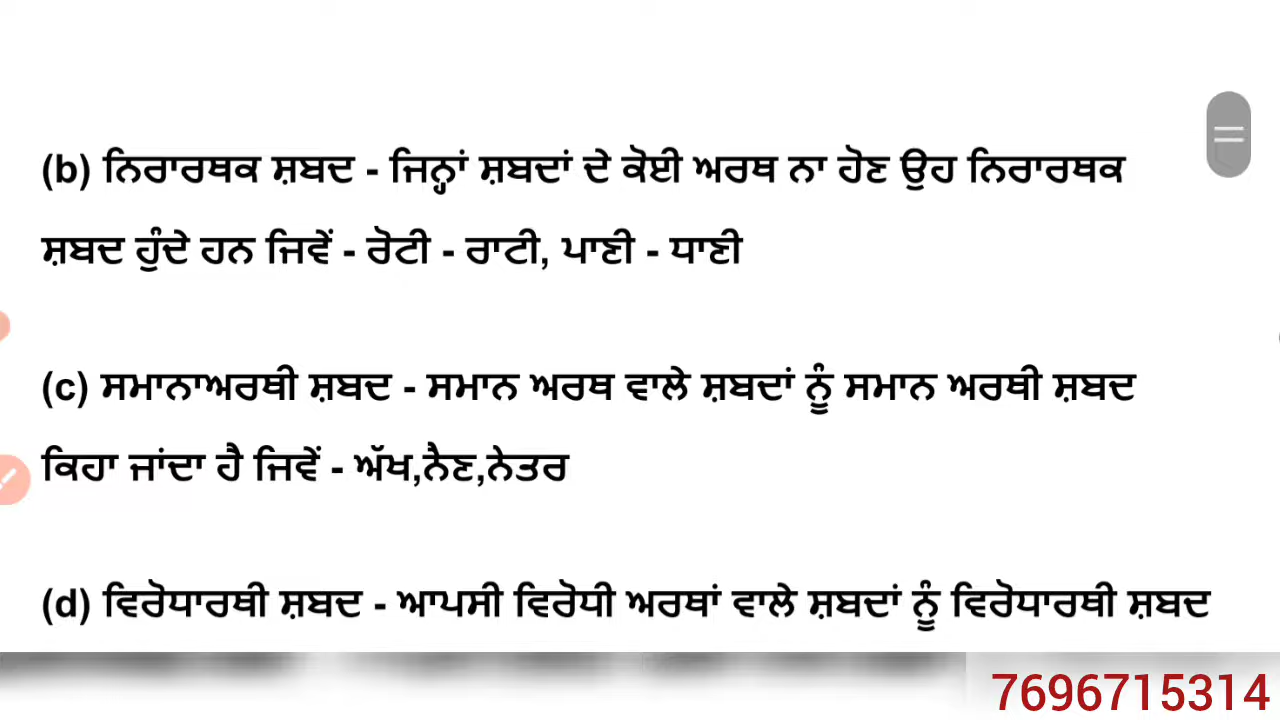 (b) ਨਿਰਾਰਥਕ ਸ਼ਬਦ - ਜਿਨ੍ਹਾਂ ਸ਼ਬਦਾਂ ਦੇ ਕੋਈ ਅਰਥ ਨਾ ਹੋਣ ਉਹ ਨਿਰਾਰਥਕ
ਸ਼ਬਦ ਹੁੰਦੇ ਹਨ ਜਿਵੇਂ - ਰੋਟੀ - ਰਾਟੀ, ਪਾਣੀ - ਧਾਣੀ
(c) ਸਮਾਨਾਅਰਥੀ ਸ਼ਬਦ - ਸਮਾਨ ਅਰਥ ਵਾਲੇ ਸ਼ਬਦਾਂ ਨੂੰ ਸਮਾਨ ਅਰਥੀ ਸ਼ਬਦ
ਕਿਹਾ ਜਾਂਦਾ ਹੈ ਜਿਵੇਂ - ਅੱਖ,ਨੈਣ,ਨੇਤਰ
(d) ਵਿਰੋਧਾਰਥੀ ਸ਼ਬਦ - ਆਪਸੀ ਵਿਰੋਧੀ ਅਰਥਾਂ ਵਾਲੇ ਸ਼ਬਦਾਂ ਨੂੰ ਵਿਰੋਧਾਰਥੀ ਸ਼ਬਦ
7696715314